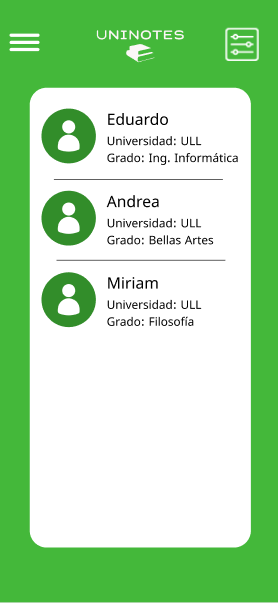 UNINOTES
Eduardo
Universidad: ULL
Grado: Ing. Informática
Andrea
Universidad: ULL
Grado: Bellas Artes
Miriam
Universidad: ULL
Grado: Filosofía